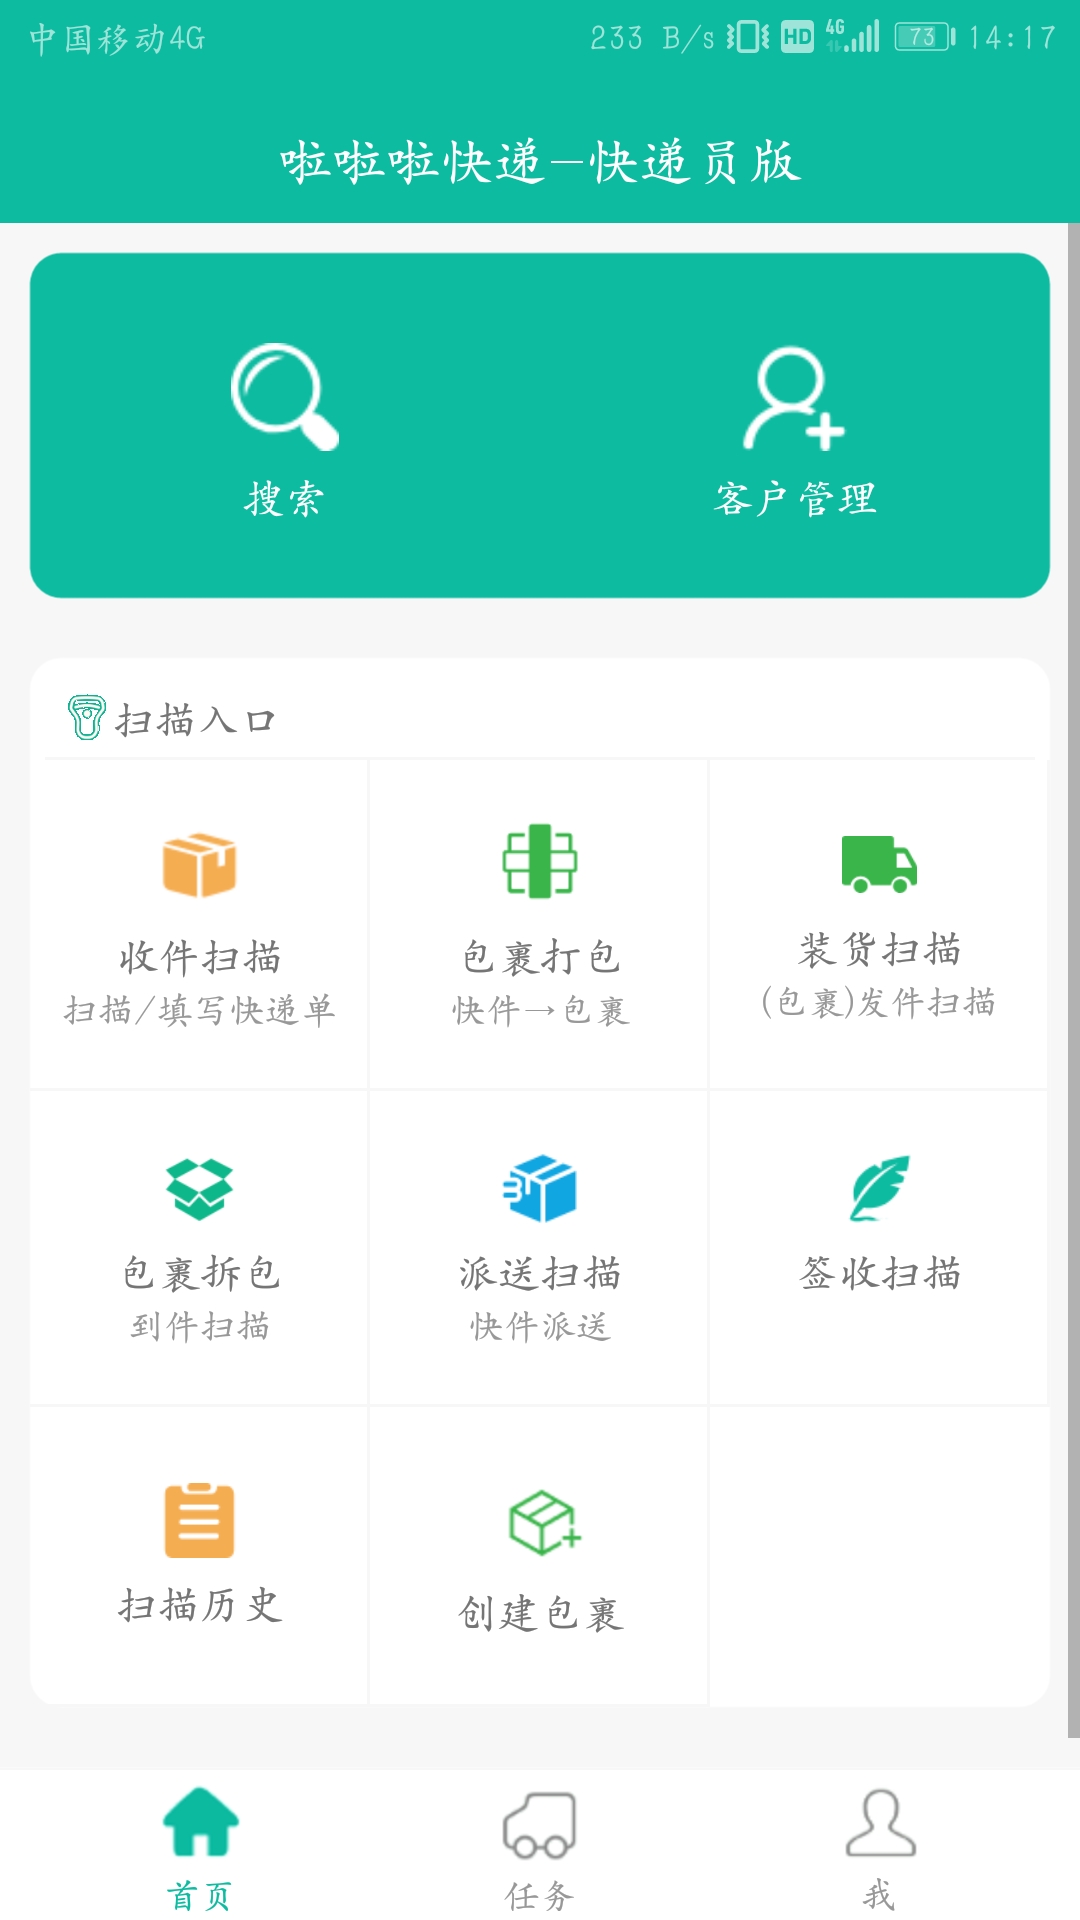 中国移动4G 233 B/s HD 4G 73 14:17
啦啦啦快递—快递员版
搜索 客户管理
扫描入口
收件扫描 包裹打包 装货扫描
扫描/填写快递单 快件→包裹 (包裹)发件扫描
包裹拆包 派送扫描 签收扫描
到件扫描 快件派送
扫描历史 创建包裹
首页 任务 我